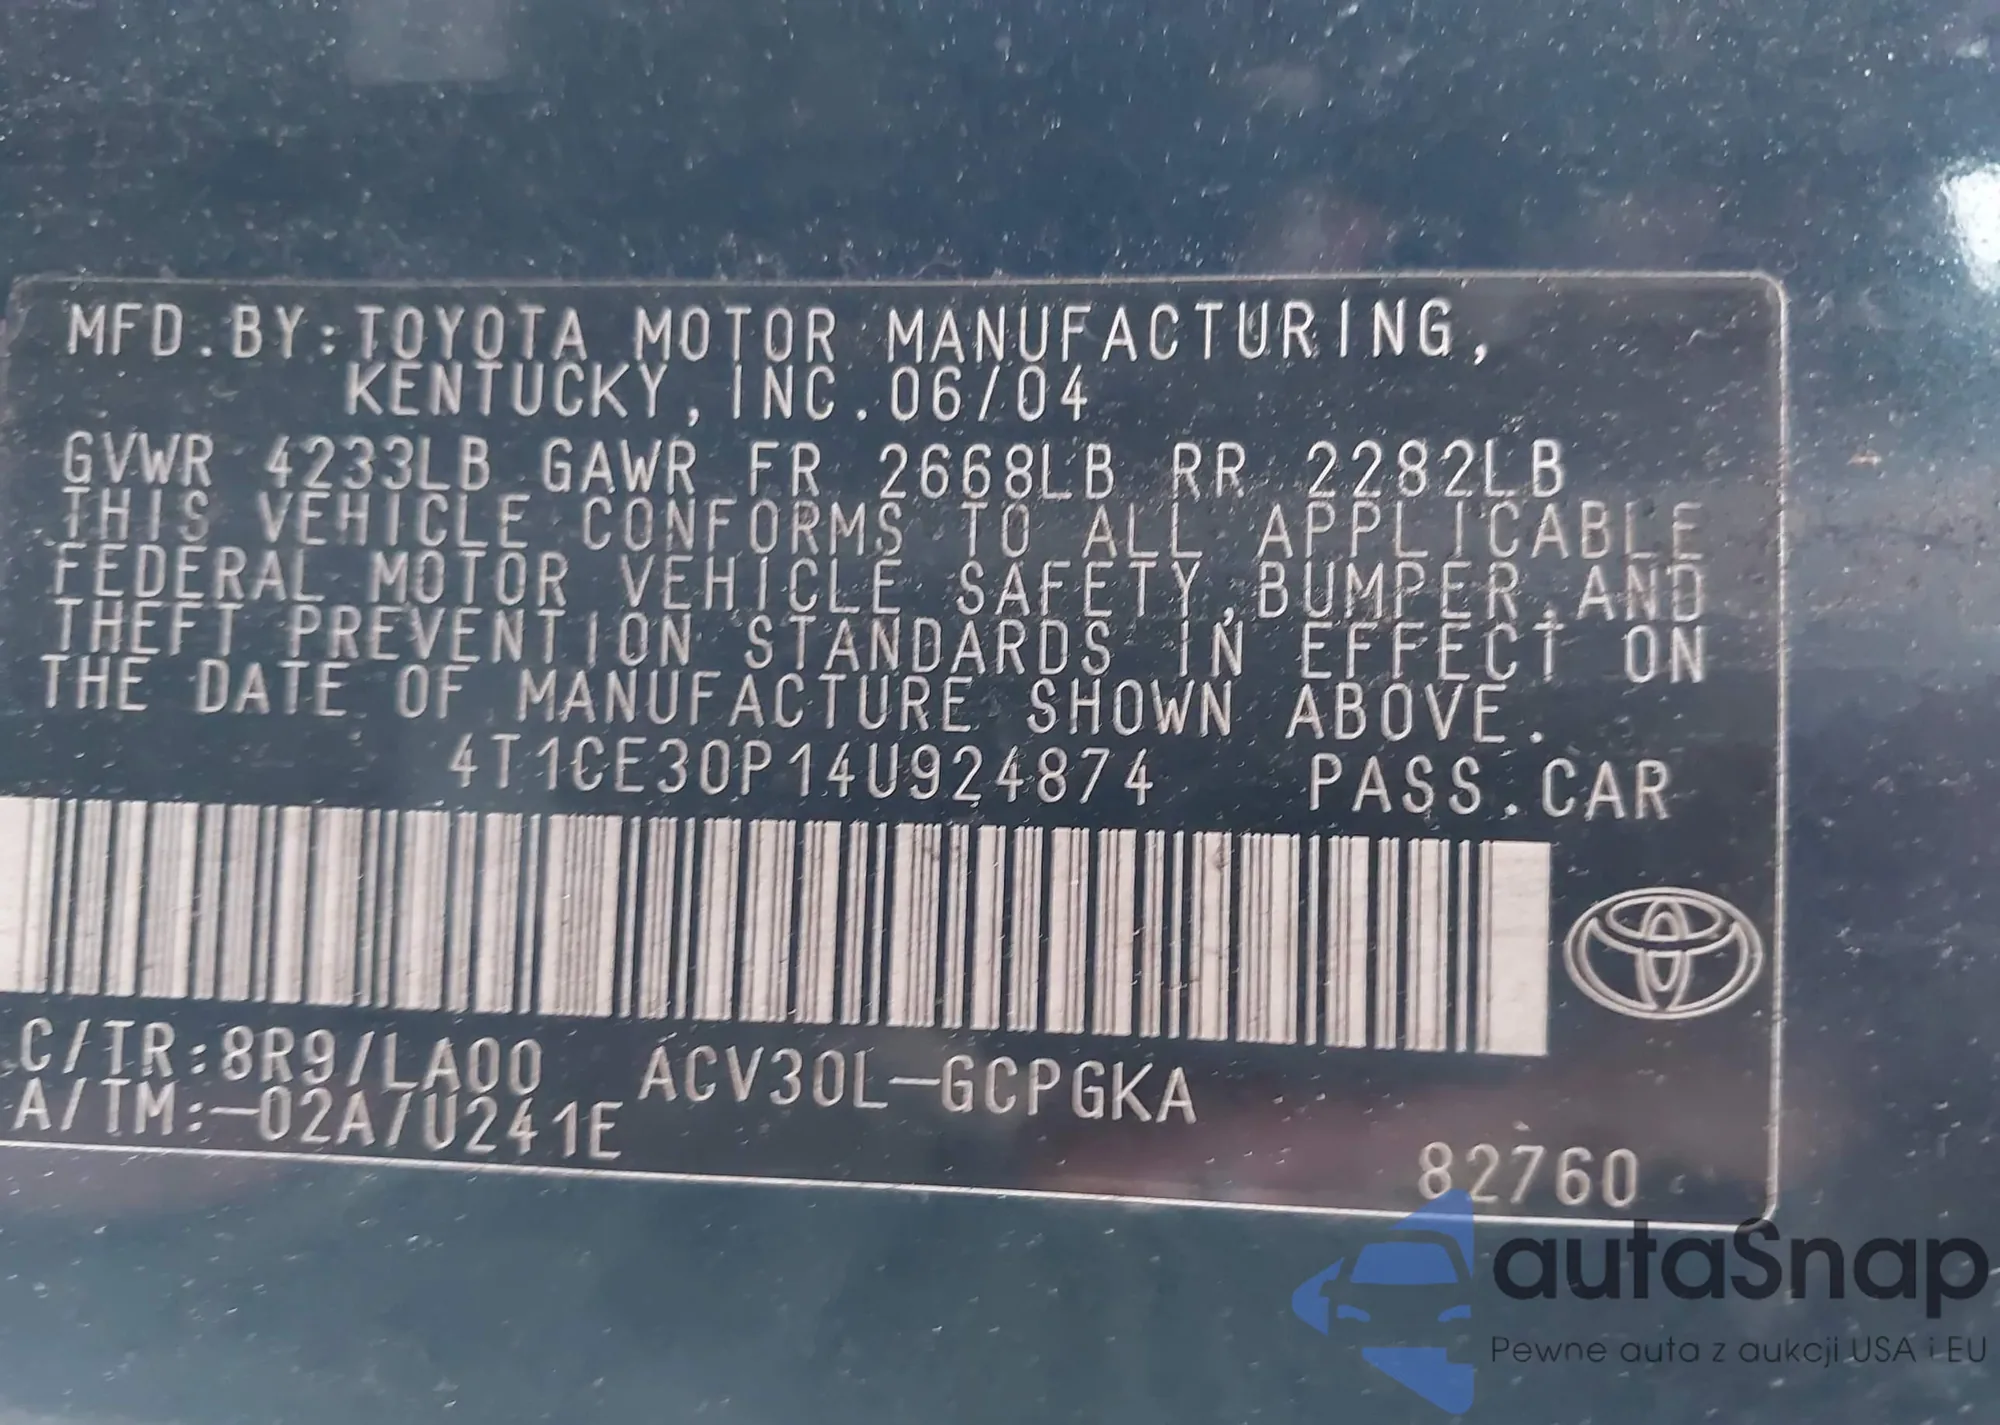 MFD.BY:TOYOTA MOTOR MANUFACTURING,
KENTUCKY, INC. 06/04
GVWR 4233LB GAWR FR 2668LB RR 2282LB
THIS VEHICLE CONFORMS TO ALL APPLICABLE
FEDERAL MOTOR VEHICLE SAFETY, BUMPER, AND
THEFT PREVENTION STANDARDS IN EFFECT ON
THE DATE OF MANUFACTURE SHOWN ABOVE.
4T1CE30P14U924874 PASS.CAR
C/TR:8R9/LA00 ACV30L-GCPGKA
A/TM:-02A/U241E
82760
autaSnap
Pewne auta z aukcji USA i EU